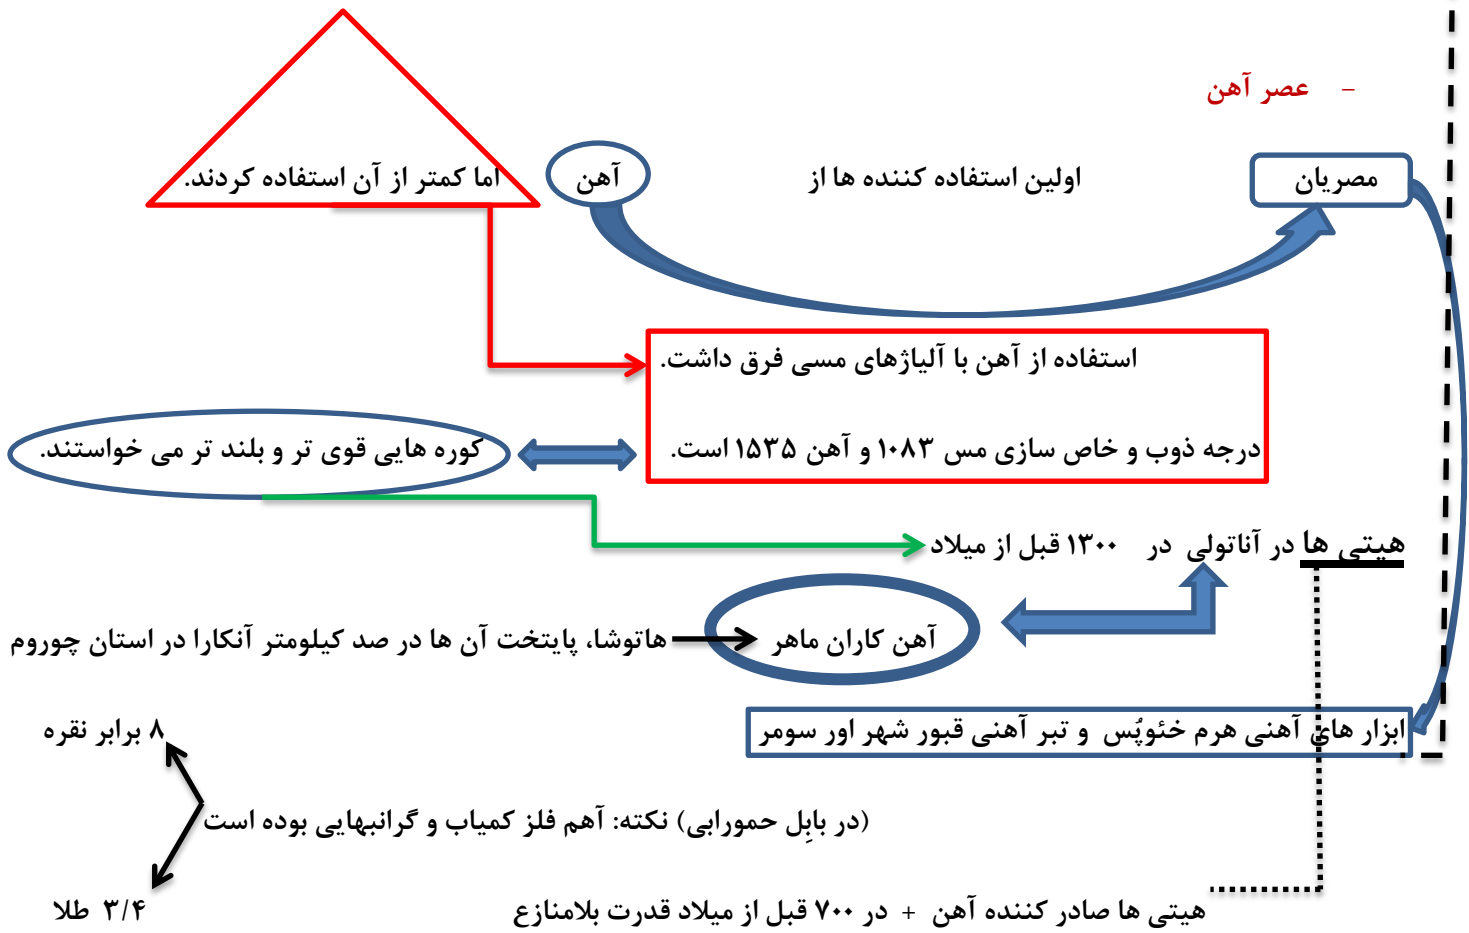 - عصر آهن
مصریان اولین استفاده کننده ها از آهن اما کمتر از آن استفاده کردند.
استفاده از آهن با آلیاژهای مسی فرق داشت.
درجه ذوب و خاص سازی مس ۱۰۸۳ و آهن ۱۵۳۵ است. کوره هایی قوی تر و بلند تر می خواستند.
هیتی ها در آناتولی در ۱۳۰۰ قبل از میلاد
آهن کاران ماهر هاتوشا، پایتخت آن ها در صد کیلومتر آنکارا در استان چوروم
ابزار های آهنی هرم خئوپُس و تبر آهنی قبور شهر اور سومر
۸ برابر نقره
(در بابِل حمورابی) نکته: آهم فلز کمیاب و گرانبهایی بوده است
۳/۴ طلا
هیتی ها صادر کننده آهن + در ۷۰۰ قبل از میلاد قدرت بلامنازع